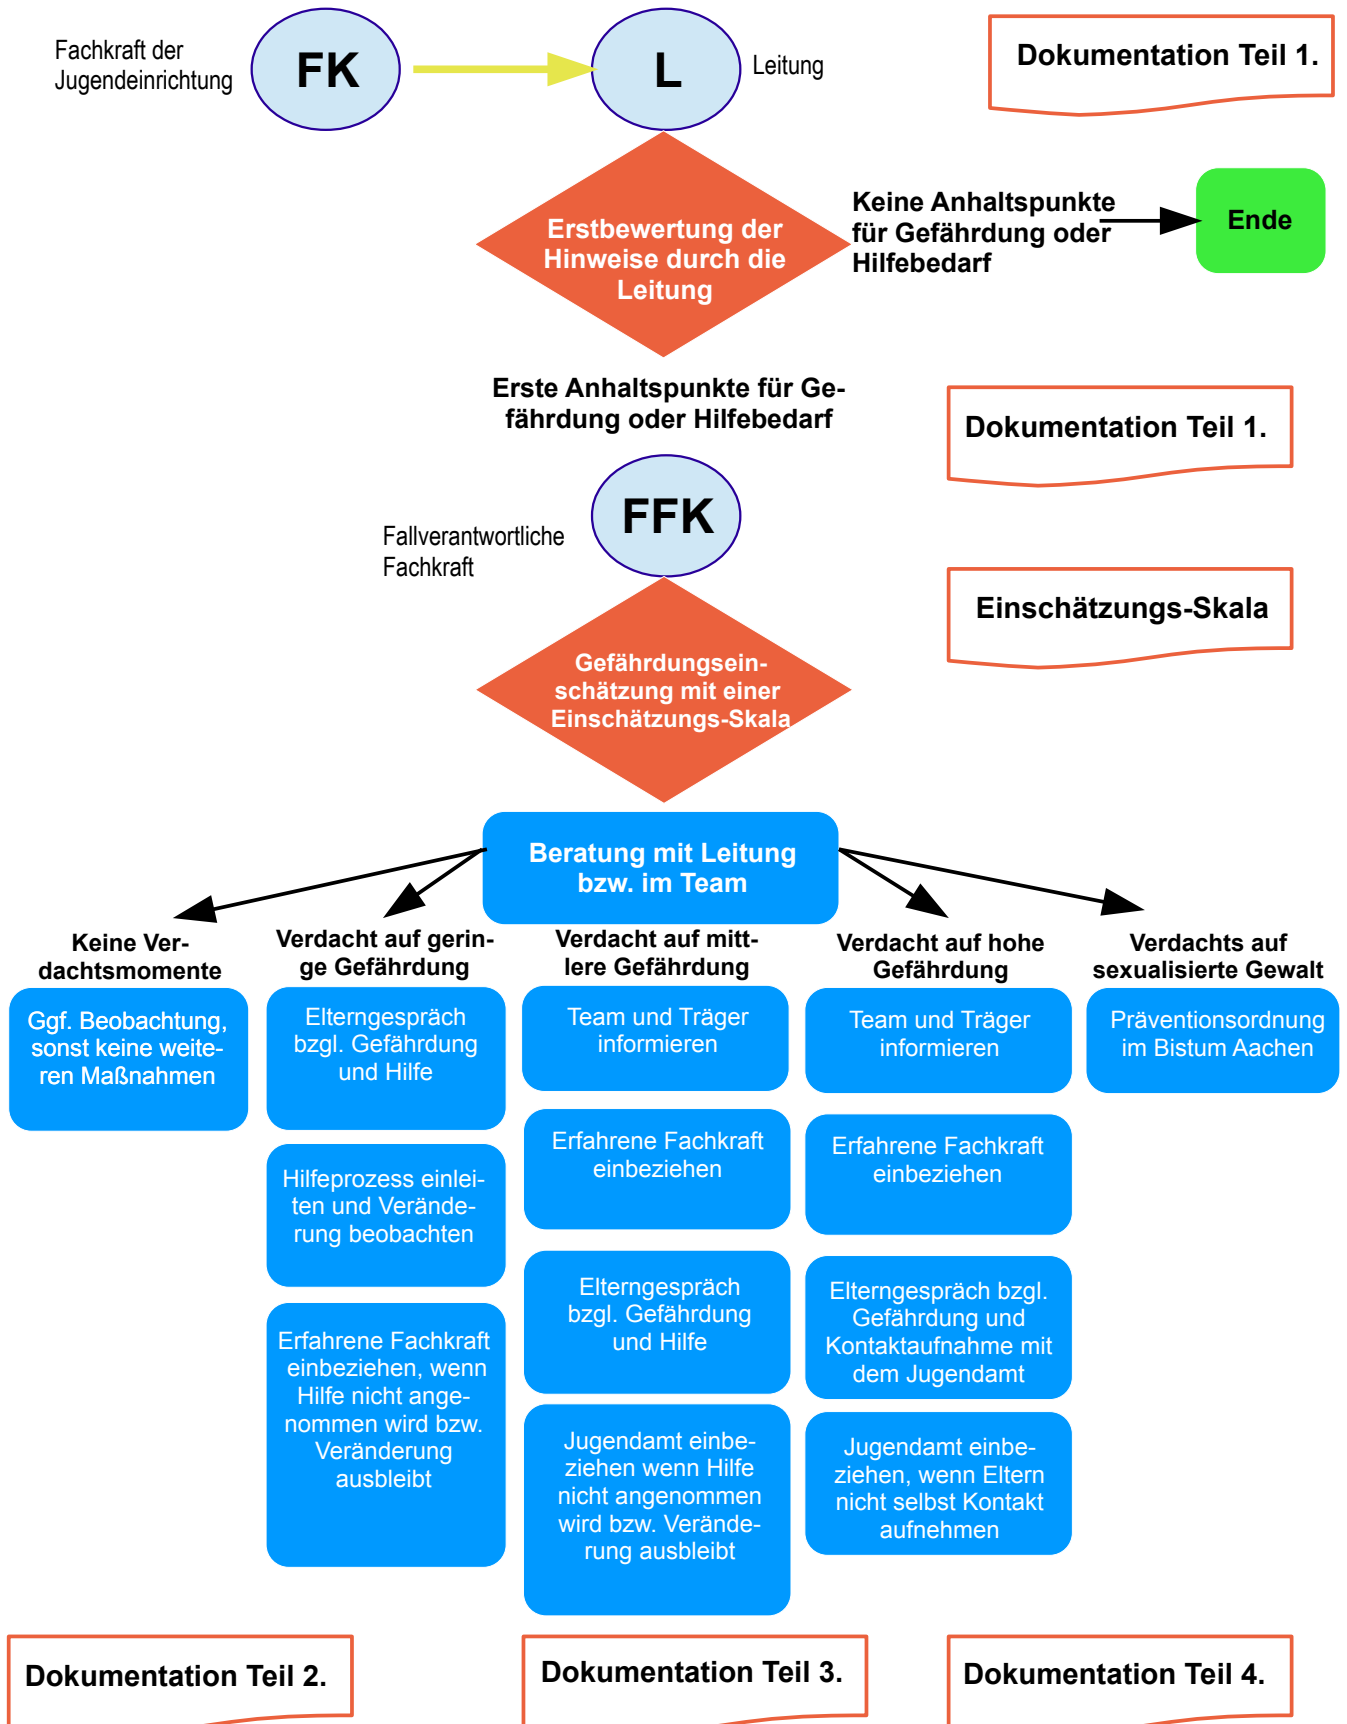 Fachkraft der
Jugendeinrichtung
FK
L
Leitung
Dokumentation Teil 1.
Erstbewertung der
Hinweise durch die
Leitung
Keine Anhaltspunkte
für Gefährdung oder
Hilfebedarf
Ende
Erste Anhaltspunkte für Ge-
fährdung oder Hilfebedarf
Dokumentation Teil 1.
Fallverantwortliche
Fachkraft
FFK
Einschätzungs-Skala
Gefährdungsein-
schätzung mit einer
Einschätzungs-Skala
Beratung mit Leitung
bzw. im Team
Keine Ver-
dachtsmomente
Ggf. Beobachtung,
sonst keine weite-
ren Maßnahmen
Verdacht auf gerin-
ge Gefährdung
Elterngespräch
bzgl. Gefährdung
und Hilfe
Hilfeprozess einlei-
ten und Verände-
rung beobachten
Erfahrene Fachkraft
einbeziehen, wenn
Hilfe nicht ange-
nommen wird bzw.
Veränderung
ausbleibt
Verdacht auf mitt-
lere Gefährdung
Team und Träger
informieren
Erfahrene Fachkraft
einbeziehen
Elterngespräch
bzgl. Gefährdung
und Hilfe
Jugendamt einbe-
ziehen wenn Hilfe
nicht angenommen
wird bzw. Verände-
rung ausbleibt
Verdacht auf hohe
Gefährdung
Team und Träger
informieren
Erfahrene Fachkraft
einbeziehen
Elterngespräch bzgl.
Gefährdung und
Kontaktaufnahme mit
dem Jugendamt
Jugendamt einbe-
ziehen, wenn Eltern
nicht selbst Kontakt
aufnehmen
Verdachts auf
sexualisierte Gewalt
Präventionsordnung
im Bistum Aachen
Dokumentation Teil 2.
Dokumentation Teil 3.
Dokumentation Teil 4.